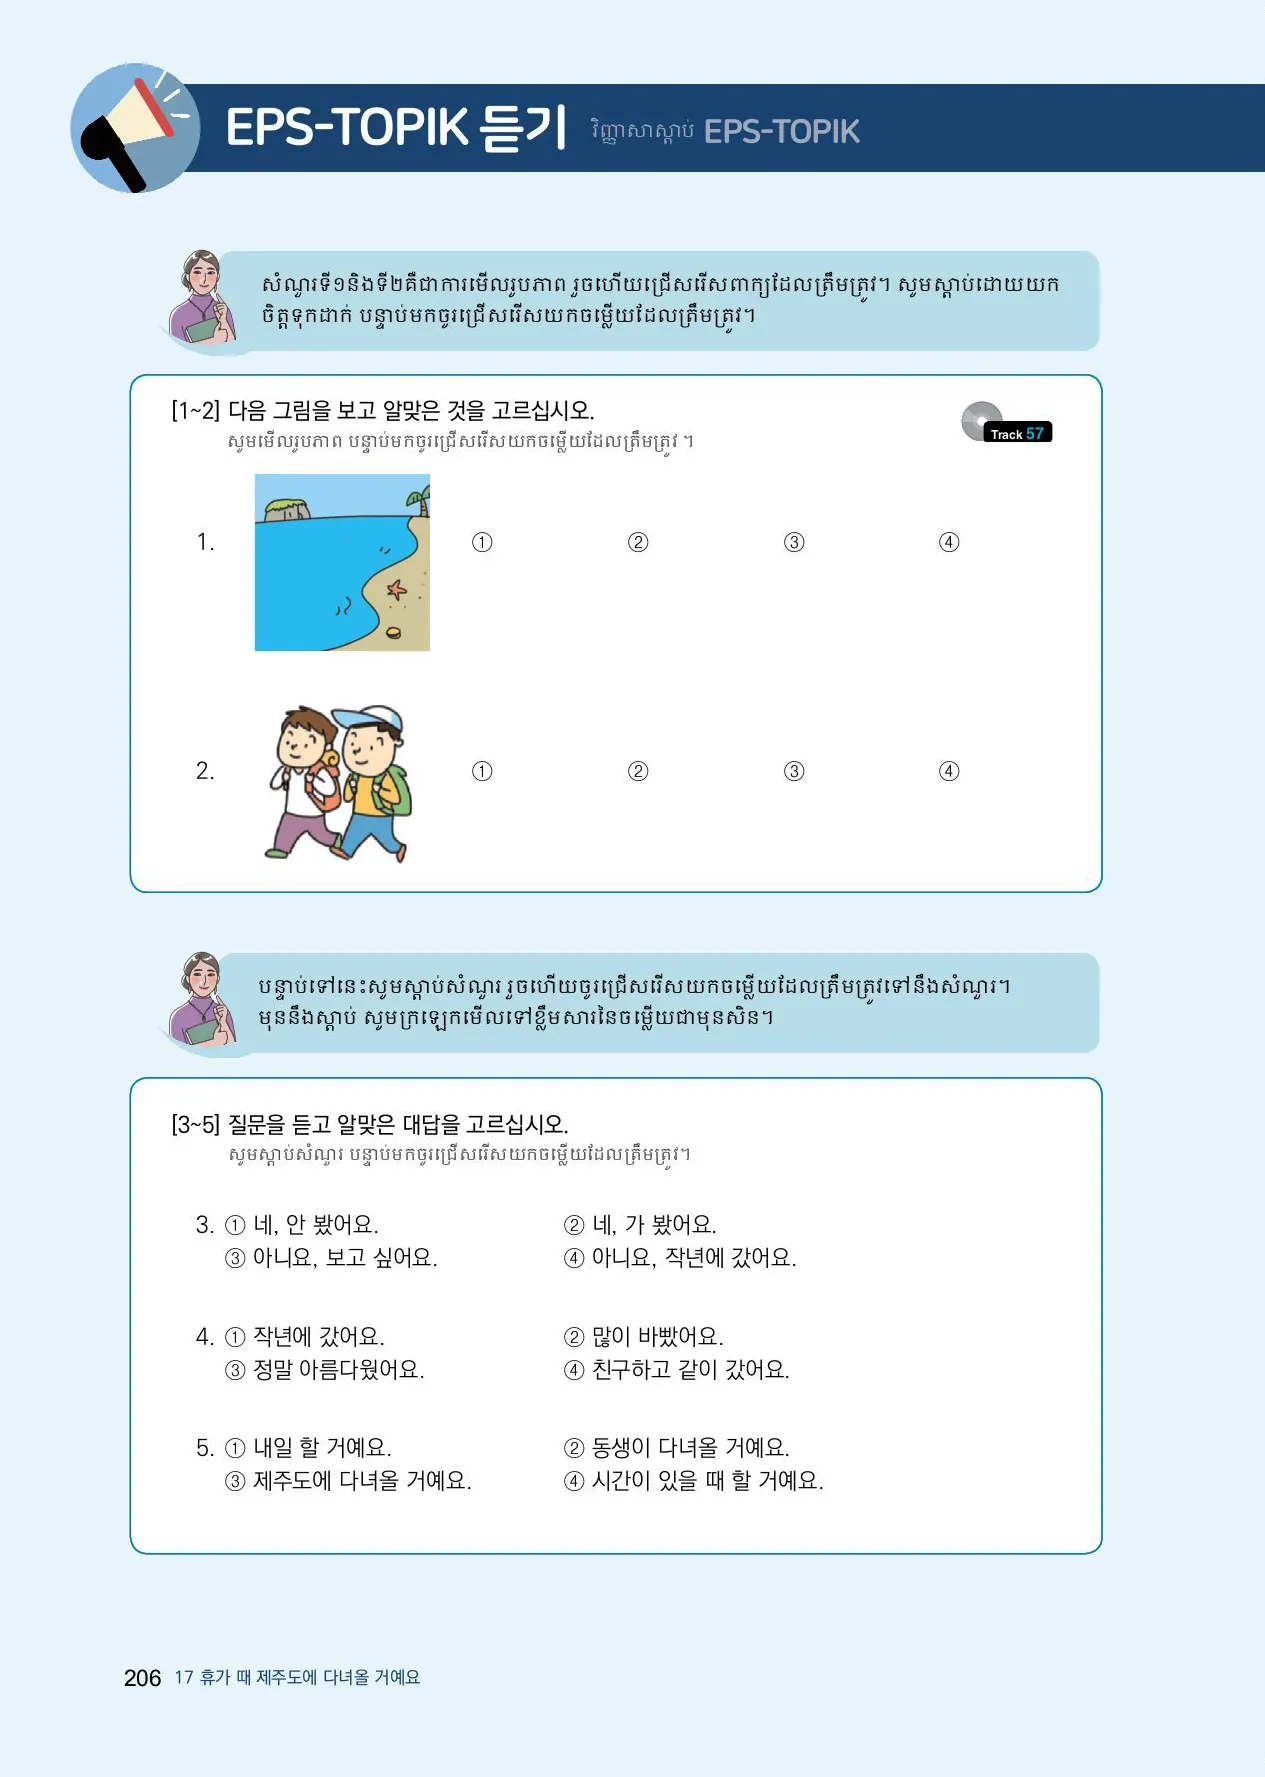 EPS-TOPIK 듣기 វិញ្ញាសាស្តាប់ EPS-TOPIK
សំណួរទី១និងទី២គឺជាការមើលរូបភាព រួចហើយជ្រើសរើសពាក្យដែលត្រឹមត្រូវ។ សូមស្តាប់ដោយយក
ចិត្តទុកដាក់ បន្ទាប់មកចូរជ្រើសរើសយកចម្លើយដែលត្រឹមត្រូវ។
[1~2] 다음 그림을 보고 알맞은 것을 고르십시오.
សូមមើលរូបភាព បន្ទាប់មកចូរជ្រើសរើសយកចម្លើយដែលត្រឹមត្រូវ ។
Track 57
1. ① ② ③ ④
2. ① ② ③ ④
បន្ទាប់ទៅនេះសូមស្តាប់សំណួរ រួចហើយចូរជ្រើសរើសយកចម្លើយដែលត្រឹមត្រូវទៅនឹងសំណួរ។
មុននឹងស្តាប់ សូមក្រឡេកមើលទៅខ្លឹមសារនៃចម្លើយជាមុនសិន។
[3~5] 질문을 듣고 알맞은 대답을 고르십시오.
សូមស្តាប់សំណួរ បន្ទាប់មកចូរជ្រើសរើសយកចម្លើយដែលត្រឹមត្រូវ។
3. ① 네, 안 봤어요. ② 네, 가 봤어요.
③ 아니요, 보고 싶어요. ④ 아니요, 작년에 갔어요.
4. ① 작년에 갔어요. ② 많이 바빴어요.
③ 정말 아름다웠어요. ④ 친구하고 같이 갔어요.
5. ① 내일 할 거예요. ② 동생이 다녀올 거예요.
③ 제주도에 다녀올 거예요. ④ 시간이 있을 때 할 거예요.
206 17 휴가 때 제주도에 다녀올 거예요